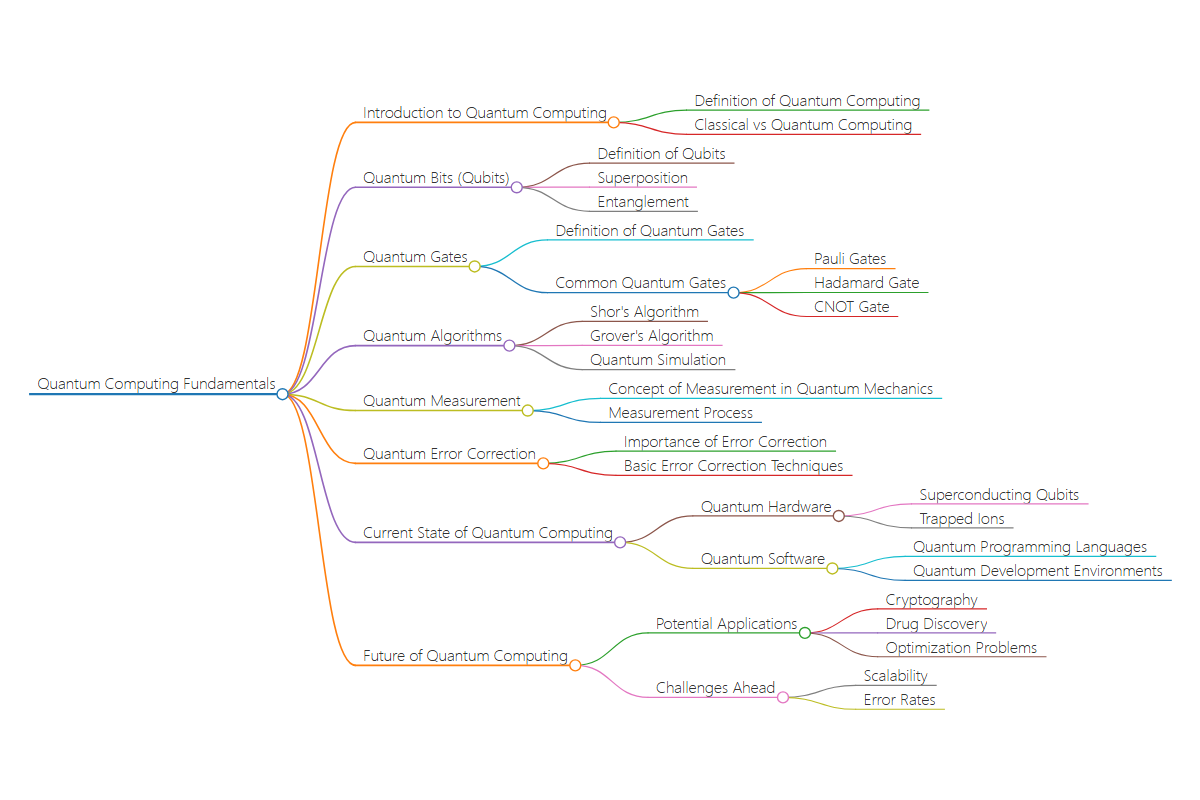 Quantum Computing Fundamentals
Introduction to Quantum Computing
Definition of Quantum Computing
Classical vs Quantum Computing
Quantum Bits (Qubits)
Definition of Qubits
Superposition
Entanglement
Quantum Gates
Definition of Quantum Gates
Common Quantum Gates
Pauli Gates
Hadamard Gate
CNOT Gate
Quantum Algorithms
Shor's Algorithm
Grover's Algorithm
Quantum Simulation
Quantum Measurement
Concept of Measurement in Quantum Mechanics
Measurement Process
Quantum Error Correction
Importance of Error Correction
Basic Error Correction Techniques
Current State of Quantum Computing
Quantum Hardware
Superconducting Qubits
Trapped Ions
Quantum Software
Quantum Programming Languages
Quantum Development Environments
Future of Quantum Computing
Potential Applications
Cryptography
Drug Discovery
Optimization Problems
Challenges Ahead
Scalability
Error Rates